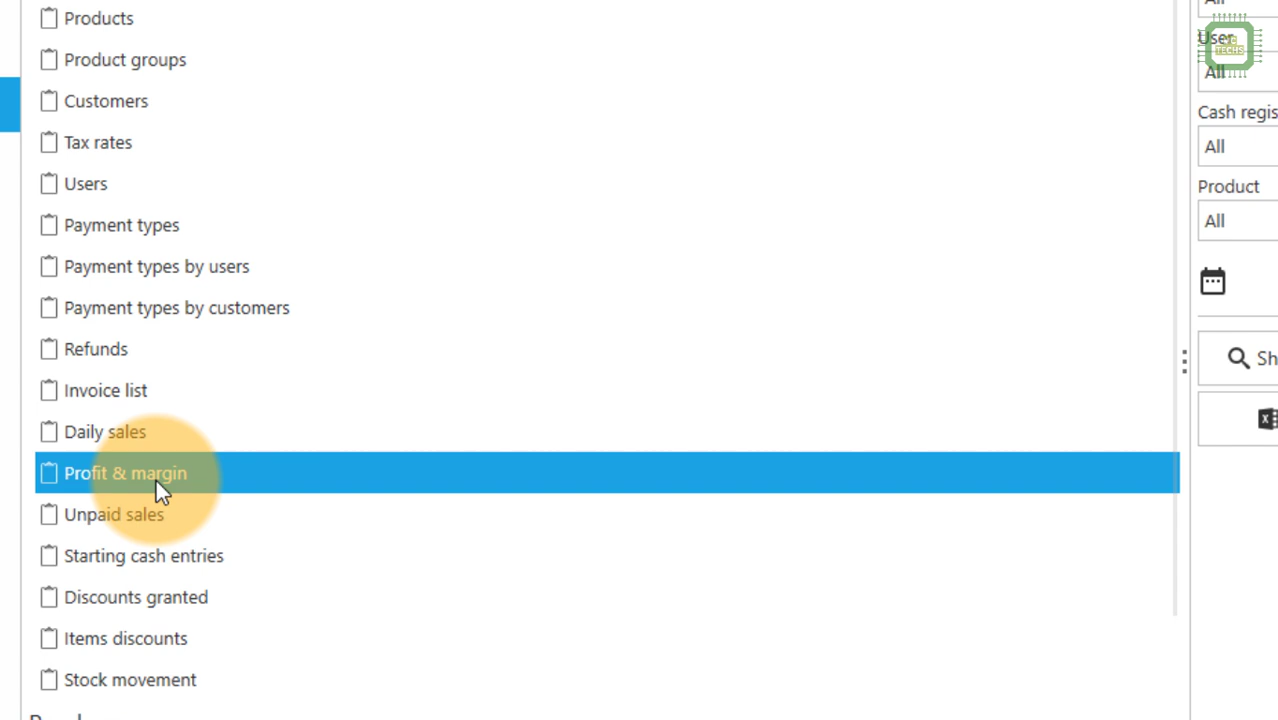 Products
Product groups
Customers
Tax rates
Users
Payment types
Payment types by users
Payment types by customers
Refunds
Invoice list
Daily sales
Profit & margin
Unpaid sales
Starting cash entries
Discounts granted
Items discounts
Stock movement
User
All
Cash regis
All
Product
All
Sh
TECHS